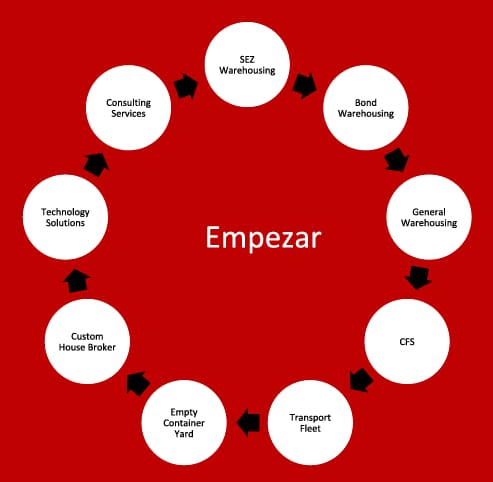 SEZ
Warehousing
Bond
Warehousing
General
Warehousing
CFS
Transport
Fleet
Empty
Container
Yard
Custom
House Broker
Technology
Solutions
Consulting
Services
Empezar